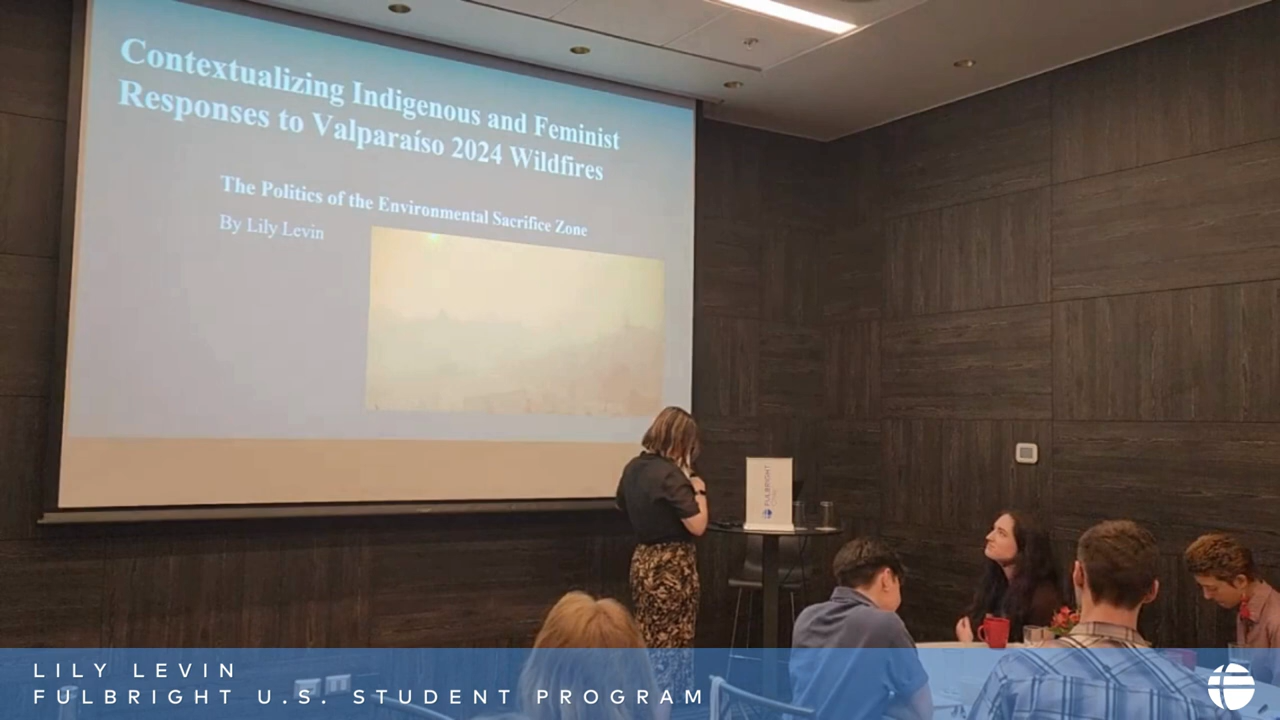 Contextualizing Indigenous and Feminist
Responses to Valparaíso 2024 Wildfires
The Politics of the Environmental Sacrifice Zone
By Lily Levin
FULBRIGHT
LILY LEVIN
FULBRIGHT U.S. STUDENT PROGRAM